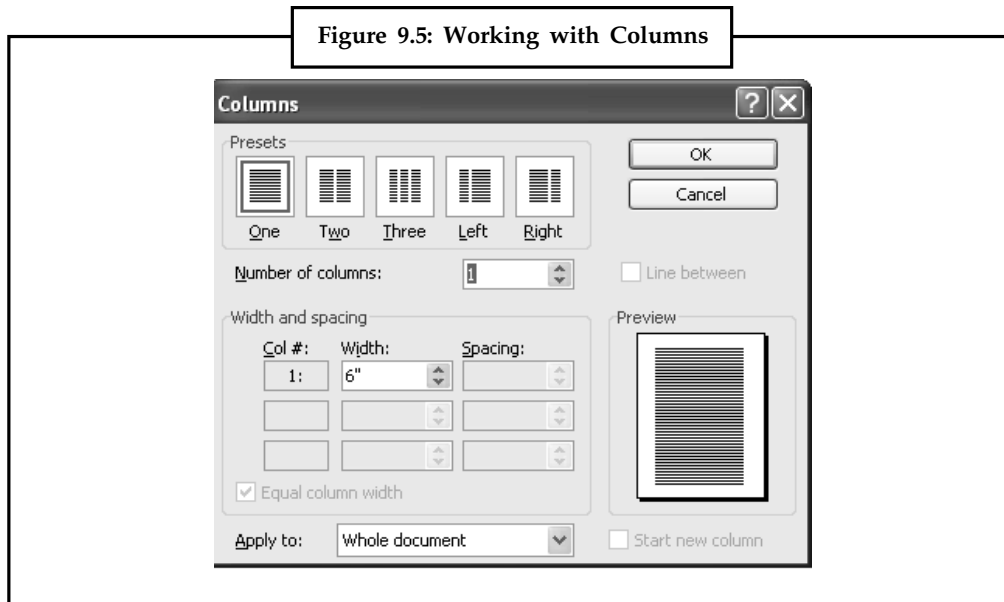 Figure 9.5: Working with Columns
Columns
Presets
OK
Cancel
One Two Three Left Right
Number of columns: 1
Line between
Width and spacing
Preview
Col #: Width: Spacing:
1: 6"
Equal column width
Apply to: Whole document
Start new column